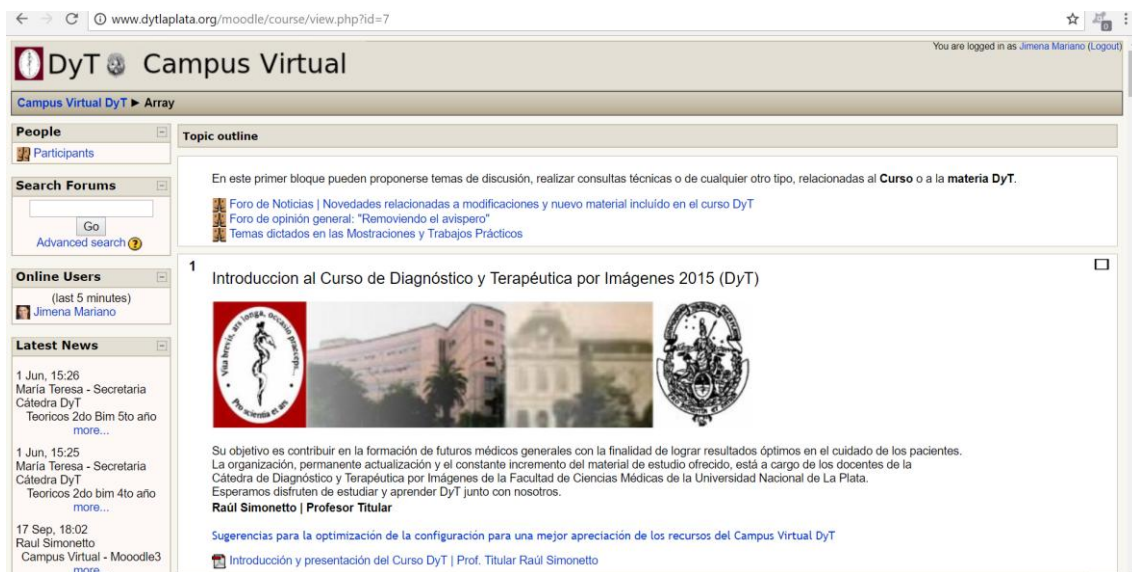 www.dytlaplata.org/moodle/course/view.php?id=7
You are logged in as Jimena Mariano (Logout)
DyT Campus Virtual
Campus Virtual DyT ► Array
People
Participants
Search Forums
Go
Advanced search ?
Online Users
(last 5 minutes)
Jimena Mariano
Latest News
1 Jun, 15:26
María Teresa - Secretaria
Cátedra DyT
Teoricos 2do Bim 5to año
more...
1 Jun, 15:25
María Teresa - Secretaria
Cátedra DyT
Teoricos 2do bim 4to año
more...
17 Sep, 18:02
Raul Simonetto
Campus Virtual - Mooodle3
more...
Topic outline
En este primer bloque pueden proponerse temas de discusión, realizar consultas técnicas o de cualquier otro tipo, relacionadas al Curso o a la materia DyT.
Foro de Noticias | Novedades relacionadas a modificaciones y nuevo material incluído en el curso DyT
Foro de opinión general: "Removiendo el avispero"
Temas dictados en las Mostraciones y Trabajos Prácticos
1
Introduccion al Curso de Diagnóstico y Terapéutica por Imágenes 2015 (DyT)
Vita brevis, ars longa, occasio praeceps...
Pro scientia et ars
Su objetivo es contribuir en la formación de futuros médicos generales con la finalidad de lograr resultados óptimos en el cuidado de los pacientes.
La organización, permanente actualización y el constante incremento del material de estudio ofrecido, está a cargo de los docentes de la
Cátedra de Diagnóstico y Terapéutica por Imágenes de la Facultad de Ciencias Médicas de la Universidad Nacional de La Plata.
Esperamos disfruten de estudiar y aprender DyT junto con nosotros.
Raúl Simonetto | Profesor Titular
Sugerencias para la optimización de la configuración para una mejor apreciación de los recursos del Campus Virtual DyT
Introducción y presentación del Curso DyT | Prof. Titular Raúl Simonetto